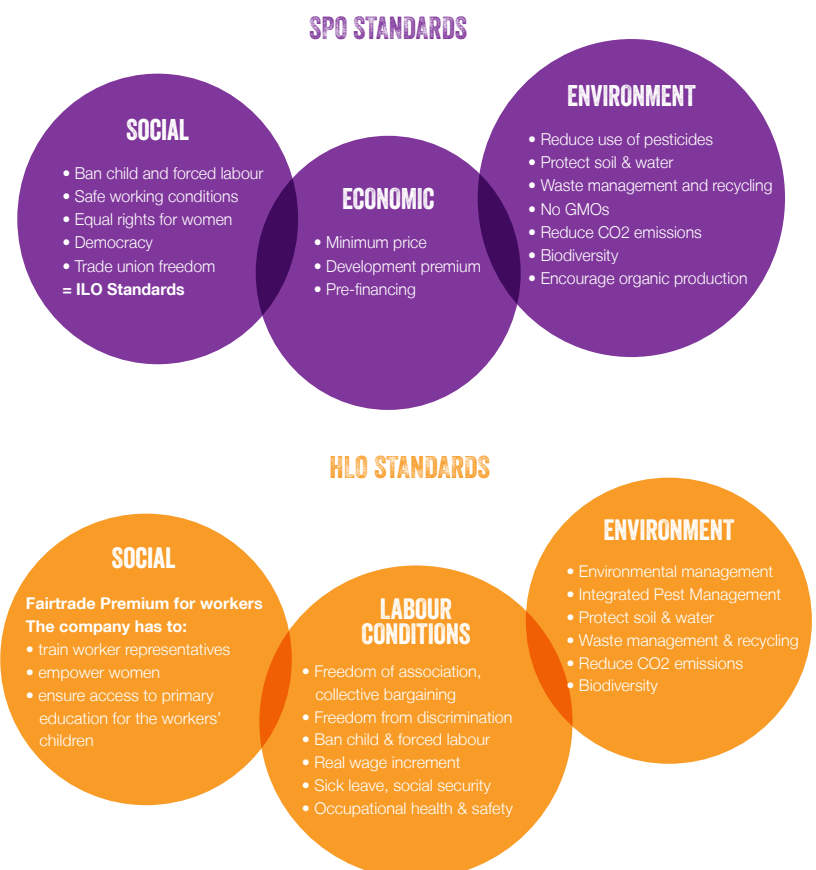 SPO STANDARDS
SOCIAL
• Ban child and forced labour
• Safe working conditions
• Equal rights for women
• Democracy
• Trade union freedom
= ILO Standards
ECONOMIC
• Minimum price
• Development premium
• Pre-financing
ENVIRONMENT
• Reduce use of pesticides
• Protect soil & water
• Waste management and recycling
• No GMOs
• Reduce CO2 emissions
• Biodiversity
• Encourage organic production
HLO STANDARDS
SOCIAL
Fairtrade Premium for workers
The company has to:
• train worker representatives
• empower women
• ensure access to primary
education for the workers'
children
LABOUR
CONDITIONS
• Freedom of association,
collective bargaining
• Freedom from discrimination
• Ban child & forced labour
• Real wage increment
• Sick leave, social security
• Occupational health & safety
ENVIRONMENT
• Environmental management
• Integrated Pest Management
• Protect soil & water
• Waste management & recycling
• Reduce CO2 emissions
• Biodiversity